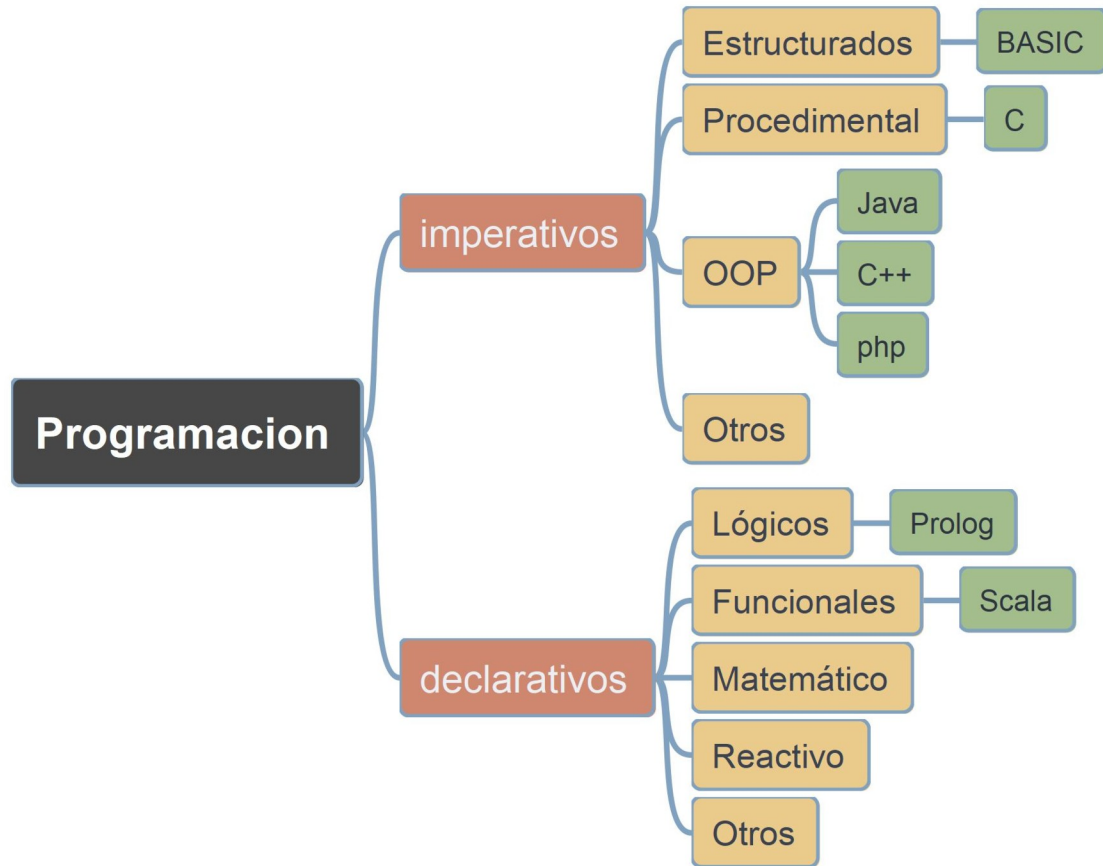 Programacion
imperativos
Estructurados
BASIC
Procedimental
C
OOP
Java
C++
php
Otros
declarativos
Lógicos
Prolog
Funcionales
Scala
Matemático
Reactivo
Otros